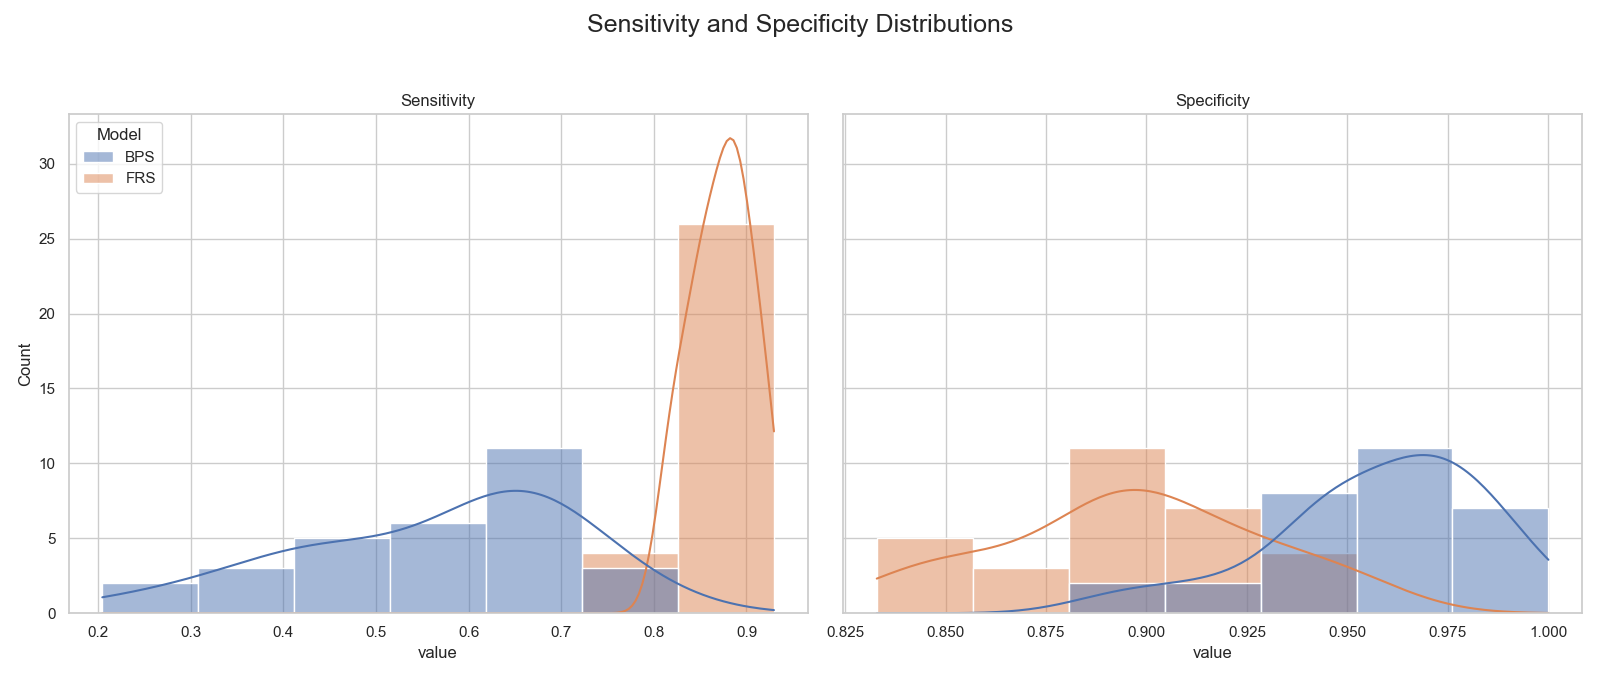 Sensitivity and Specificity Distributions
Sensitivity
Specificity
Model
BPS
FRS
Count
30
25
20
15
10
5
0
0.2 0.3 0.4 0.5 0.6 0.7 0.8 0.9
0.825 0.850 0.875 0.900 0.925 0.950 0.975 1.000
value
value